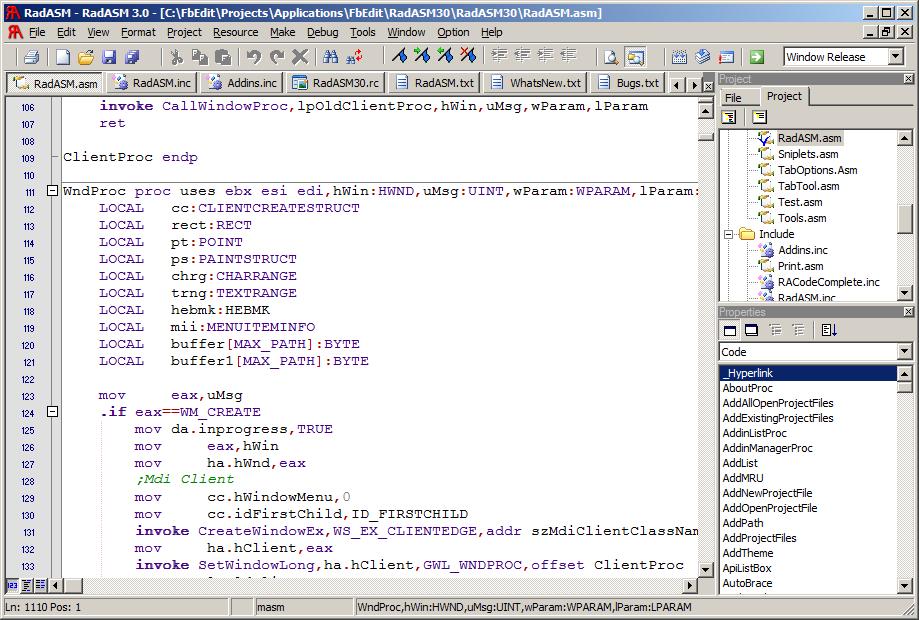 RadASM - RadASM 3.0 - [C:\FbEdit\Projects\Applications\FbEdit\RadASM30\RadASM30\RadASM.asm]
File Edit View Format Project Resource Make Debug Tools Window Option Help
Window Release
RadASM.asm RadASM.inc Addins.inc RadASM30.rc RadASM.txt WhatsNew.txt Bugs.txt
106 invoke CallWindowProc,lpOldClientProc,hWin,uMsg,wParam,lParam
107 ret
108
109 ClientProc endp
110
111 WndProc proc uses ebx esi edi,hWin:HWND,uMsg:UINT,wParam:WPARAM,lParam:
112 LOCAL cc:CLIENTCREATESTRUCT
113 LOCAL rect:RECT
114 LOCAL pt:POINT
115 LOCAL ps:PAINTSTRUCT
116 LOCAL chrg:CHARRANGE
117 LOCAL trng:TEXTRANGE
118 LOCAL hebmk:HEBMK
119 LOCAL mii:MENUITEMINFO
120 LOCAL buffer[MAX_PATH]:BYTE
121 LOCAL buffer1[MAX_PATH]:BYTE
122
123 mov eax,uMsg
124 .if eax==WM_CREATE
125 mov da.inprogress,TRUE
126 mov eax,hWin
127 mov ha.hWnd,eax
128 ;Mdi Client
129 mov cc.hWindowMenu,0
130 mov cc.idFirstChild,ID_FIRSTCHILD
131 invoke CreateWindowEx,WS_EX_CLIENTEDGE,addr szMdiClientClassNam
132 mov ha.hClient,eax
133 invoke SetWindowLong,ha.hClient,GWL_WNDPROC,offset ClientProc
Project
File Project
RadASM.asm
Sniplets.asm
TabOptions.Asm
TabTool.asm
Test.asm
Tools.asm
Include
Addins.inc
Print.asm
RACodeComplete.inc
RadASM.inc
Properties
Code
_Hyperlink
AboutProc
AddAllOpenProjectFiles
AddExistingProjectFiles
AddinListProc
AddinManagerProc
AddList
AddMRU
AddNewProjectFile
AddOpenProjectFile
AddPath
AddProjectFiles
AddTheme
ApiListBox
AutoBrace
Ln: 1110 Pos: 1 masm WndProc,hWin:HWND,uMsg:UINT,wParam:WPARAM,lParam:LPARAM